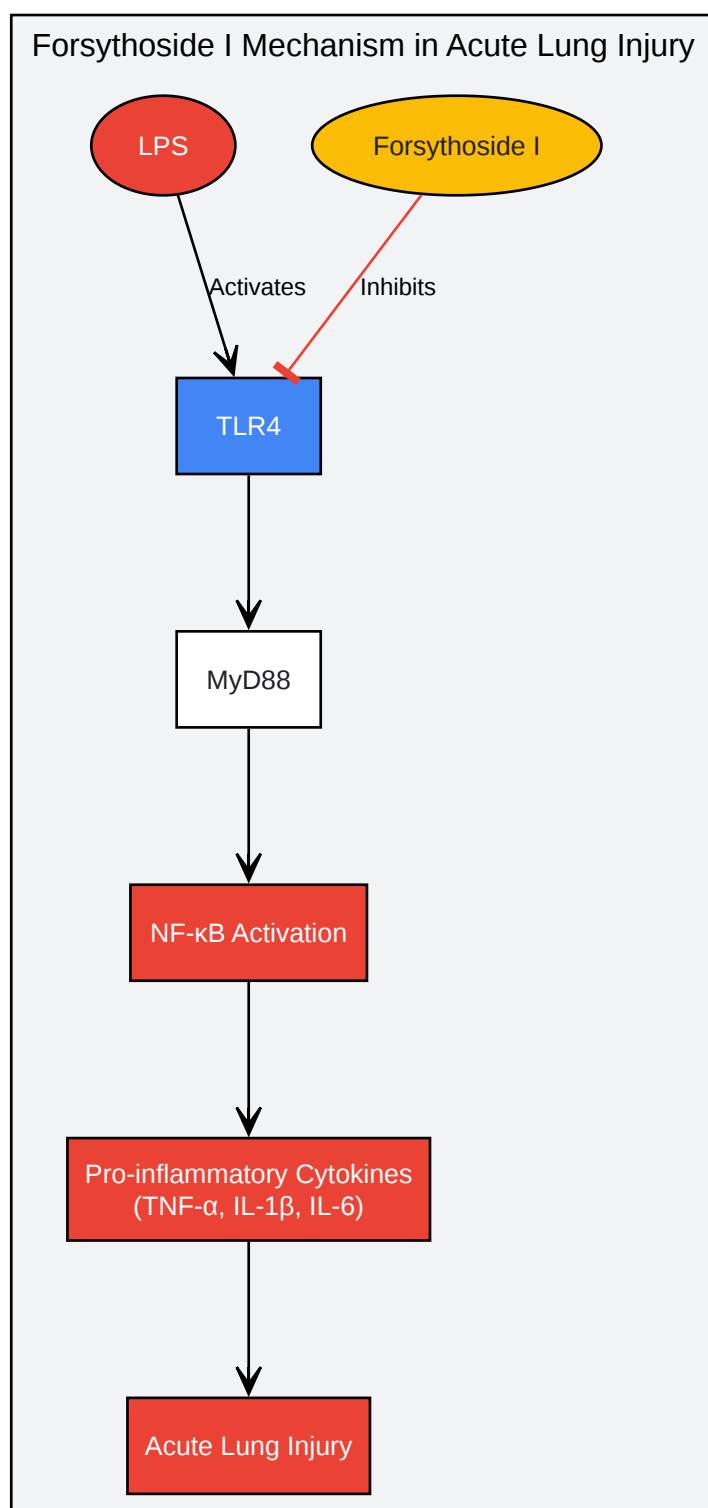 Forsythoside I Mechanism in Acute Lung Injury
LPS
Forsythoside I
Activates
Inhibits
TLR4
MyD88
NF-κB Activation
Pro-inflammatory Cytokines
(TNF-α, IL-1β, IL-6)
Acute Lung Injury